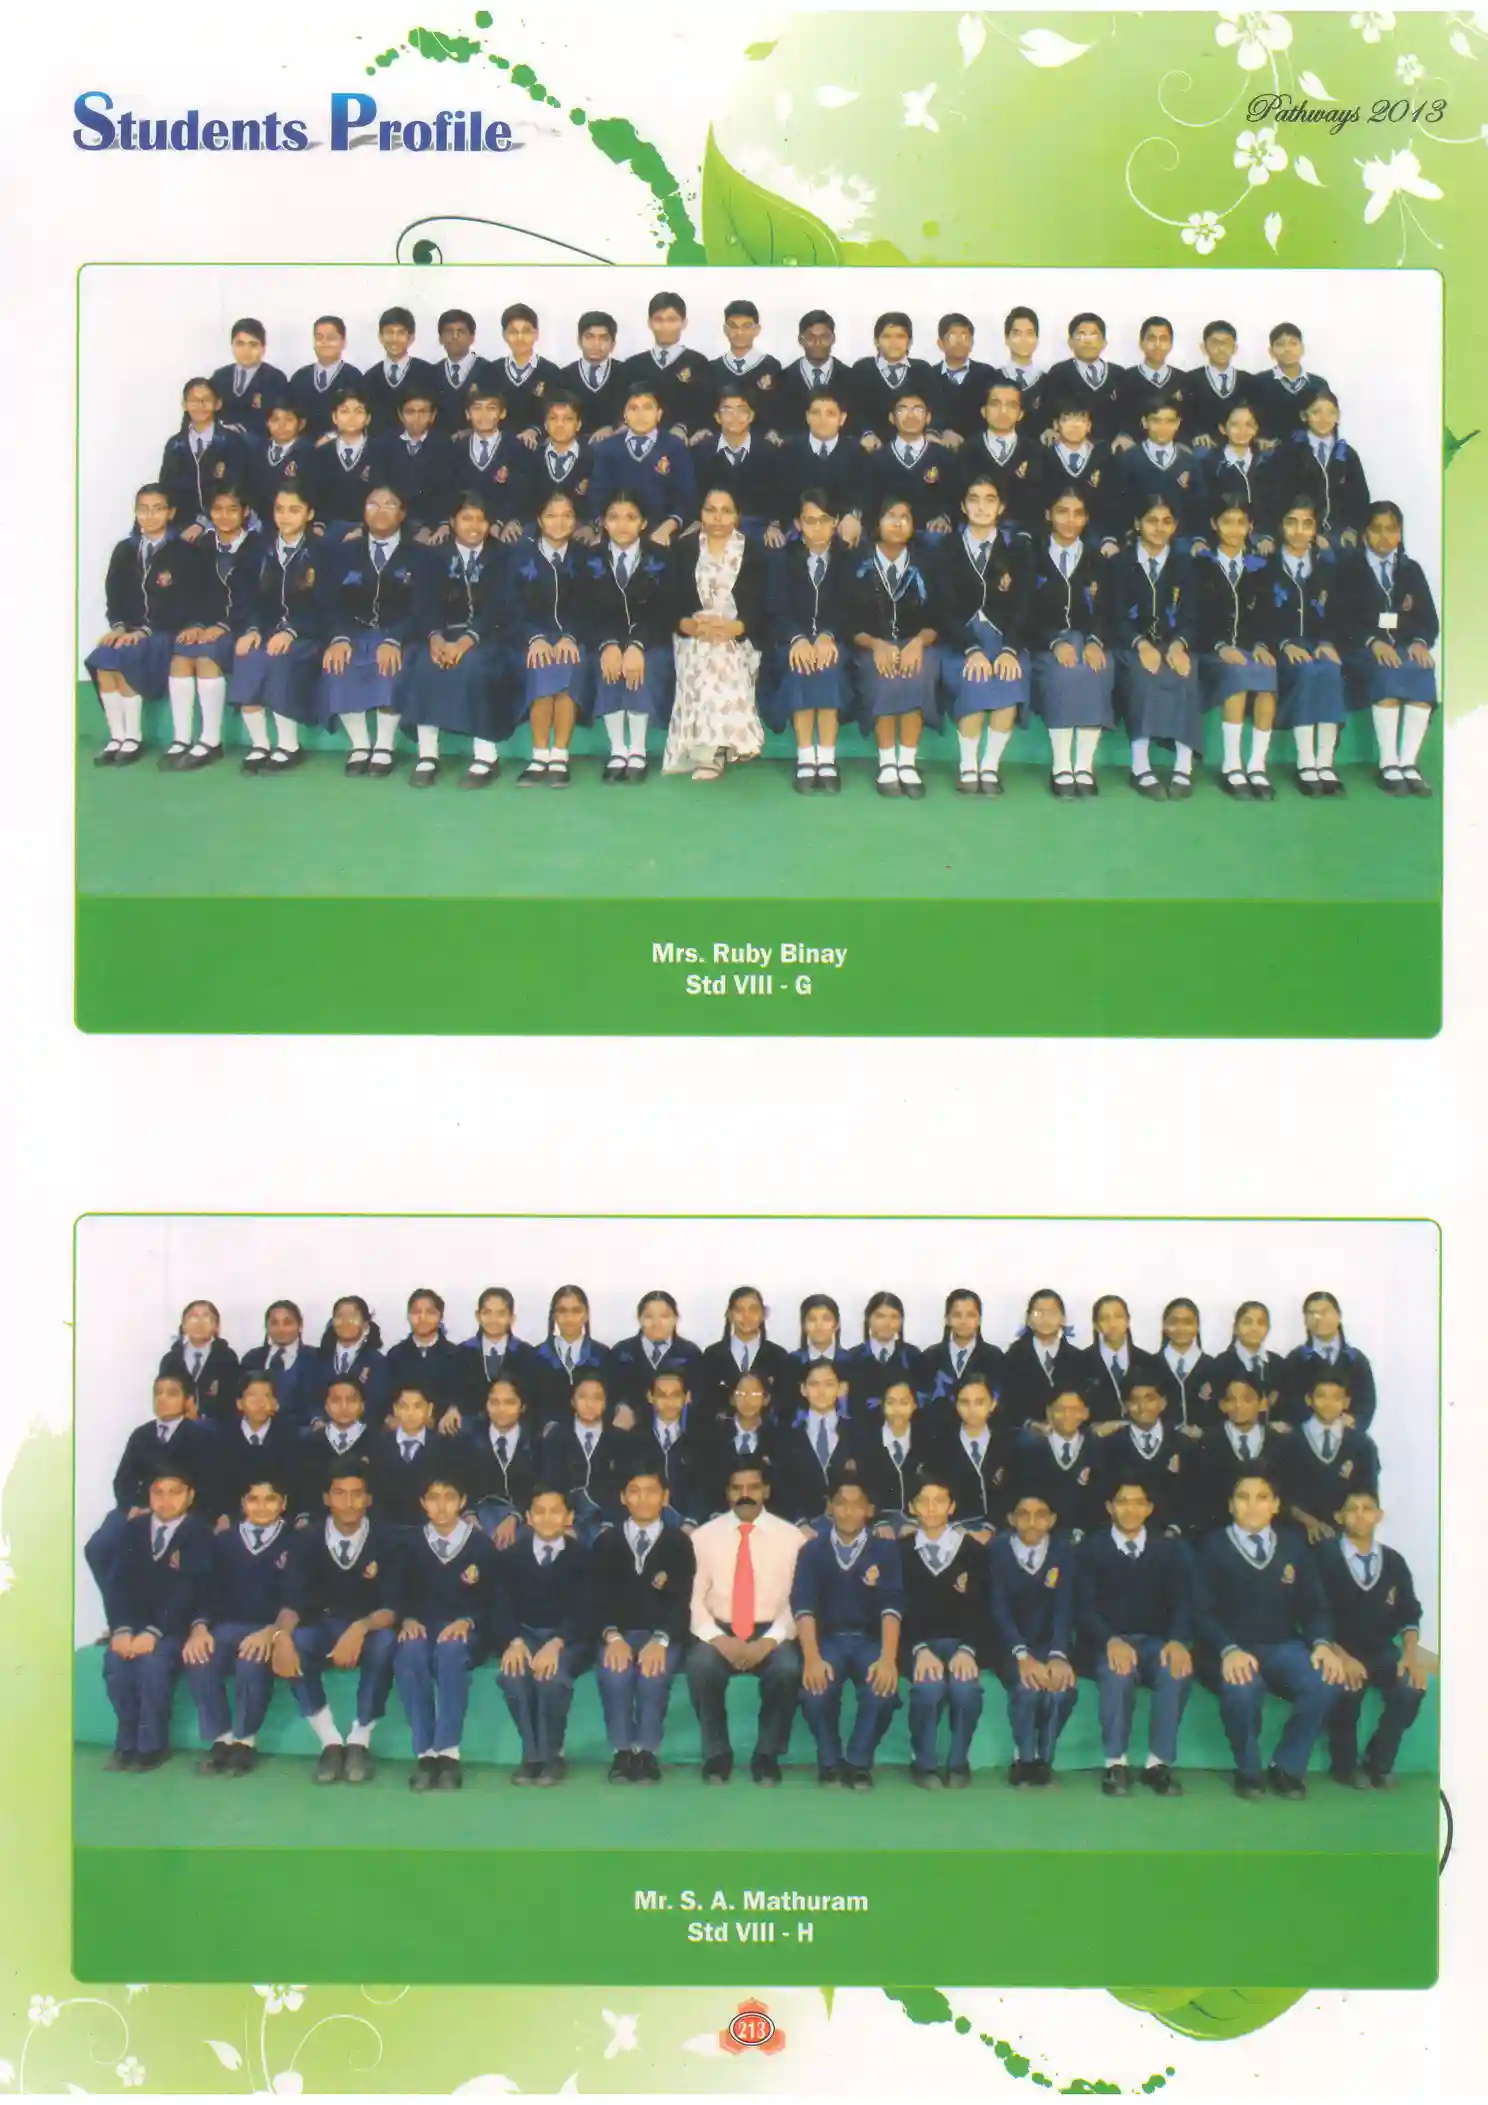 Students Profile
Pathways 2013
Mrs. Ruby Binay
Std VIII - G
Mr. S. A. Mathuram
Std VIII - H
213